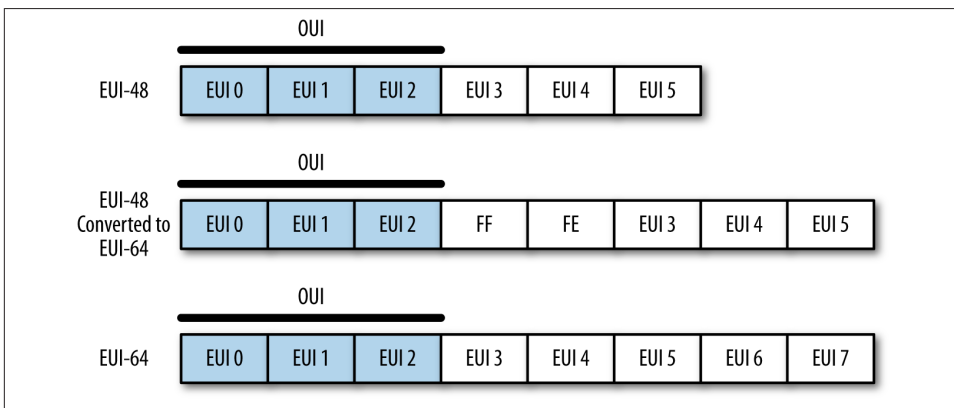 OUI
EUI-48 EUI 0 EUI 1 EUI 2 EUI 3 EUI 4 EUI 5
OUI
EUI-48
Converted to
EUI-64
EUI 0 EUI 1 EUI 2 FF FE EUI 3 EUI 4 EUI 5
OUI
EUI-64 EUI 0 EUI 1 EUI 2 EUI 3 EUI 4 EUI 5 EUI 6 EUI 7